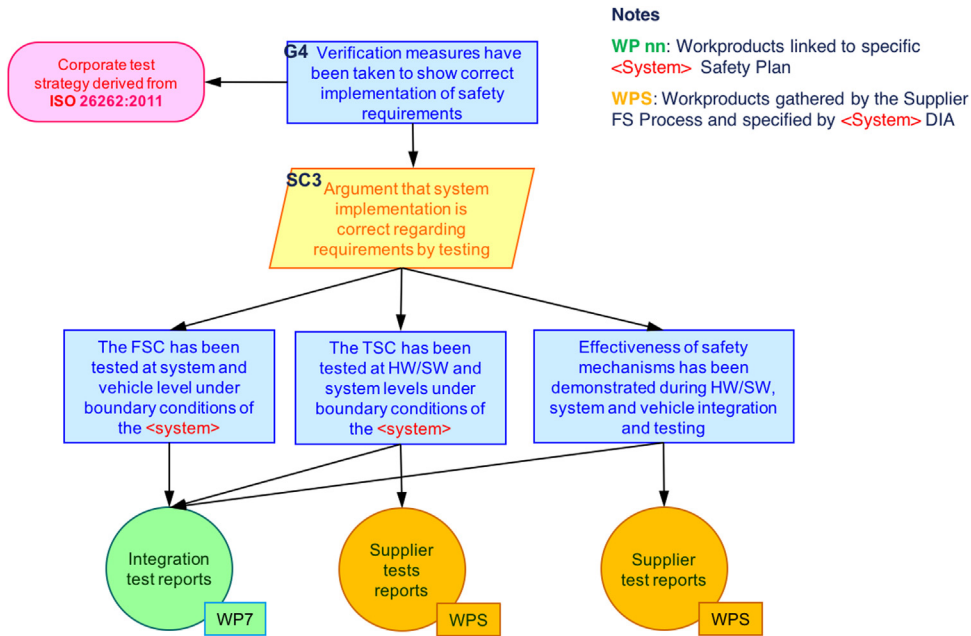 Notes
WP nn: Workproducts linked to specific
<System> Safety Plan
WPS: Workproducts gathered by the Supplier
FS Process and specified by <System> DIA
Corporate test
strategy derived from
ISO 26262:2011
G4
Verification measures have
been taken to show correct
implementation of safety
requirements
SC3
Argument that system
implementation is
correct regarding
requirements by testing
The FSC has been
tested at system and
vehicle level under
boundary conditions of
the <system>
The TSC has been
tested at HW/SW and
system levels under
boundary conditions of
the <system>
Effectiveness of safety
mechanisms has been
demonstrated during HW/SW,
system and vehicle integration
and testing
Integration
test reports
WP7
Supplier
tests
reports
WPS
Supplier
test reports
WPS